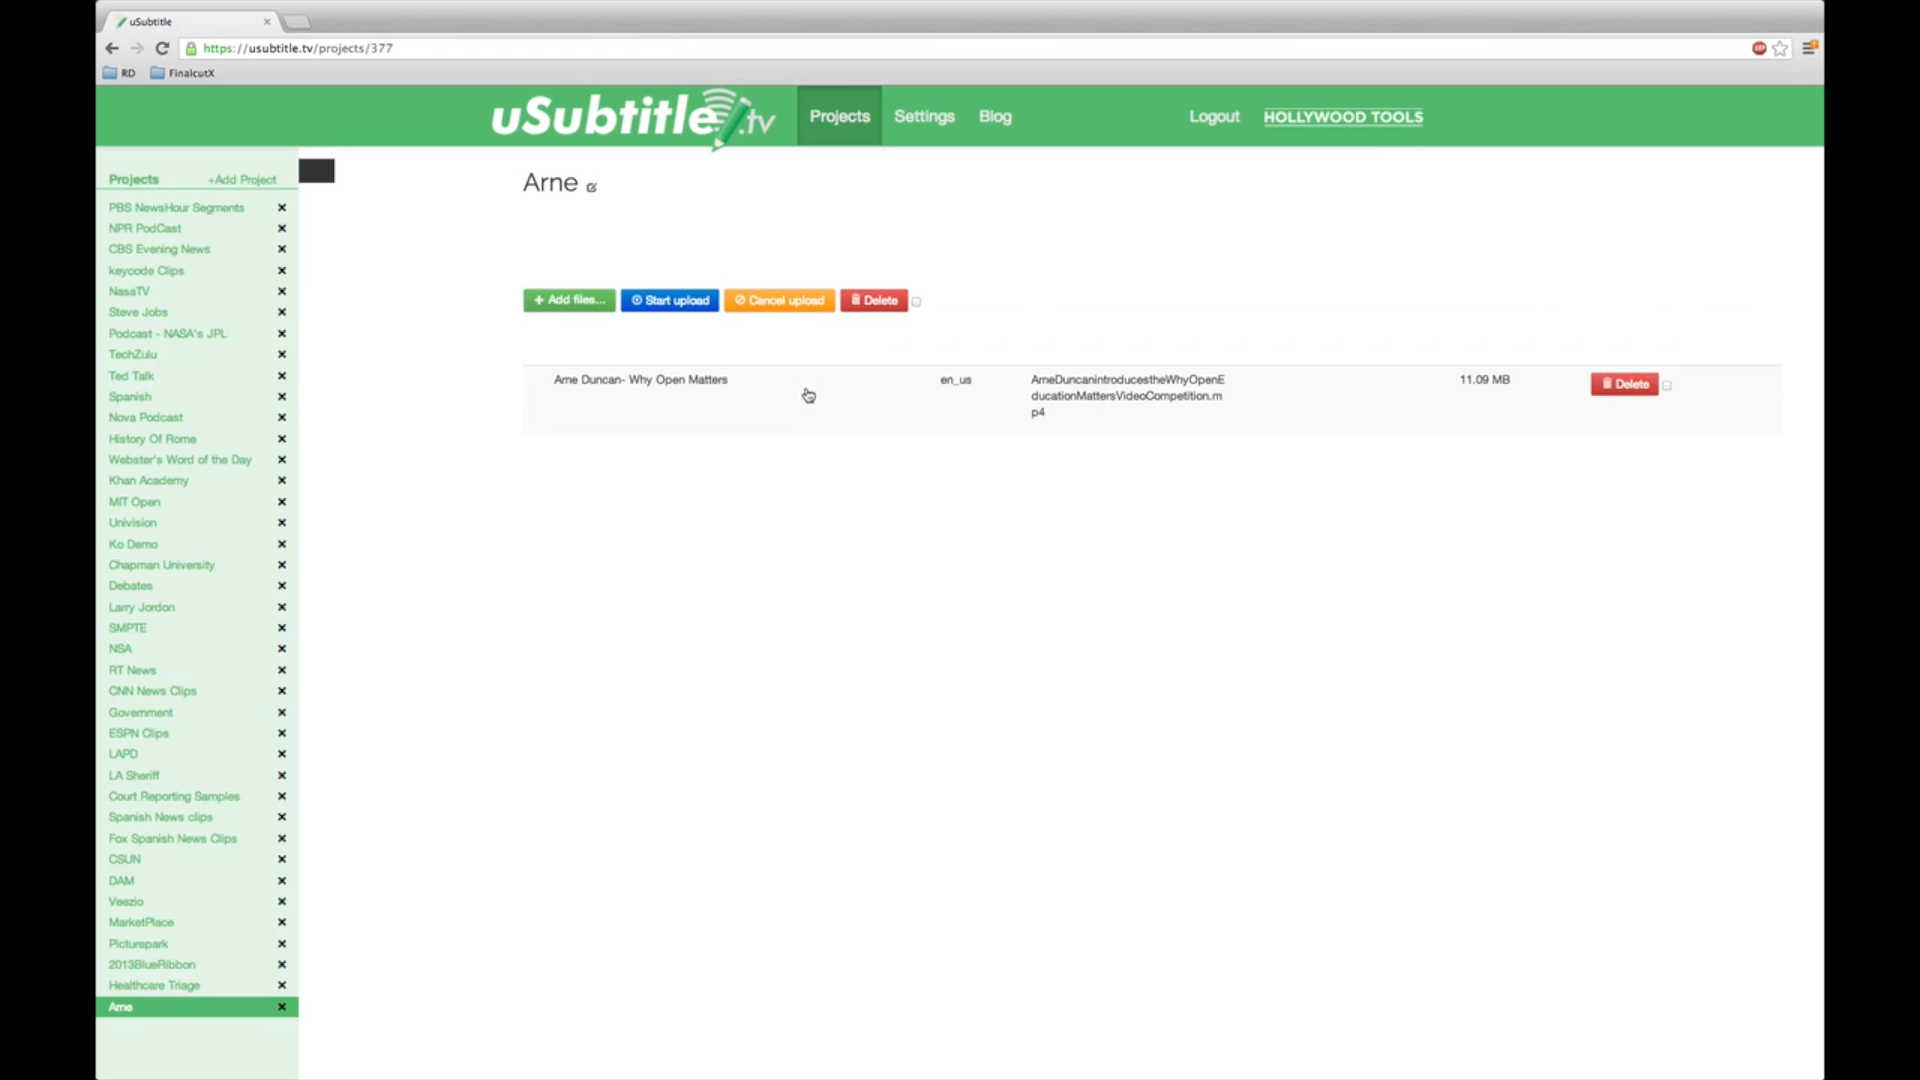 uSubtitle
https://usubtitle.tv/projects/377
RD FinalcutX
uSubtitle.tv Projects Settings Blog Logout HOLLYWOOD TOOLS
Projects +Add Project
PBS NewsHour Segments
NPR PodCast
CBS Evening News
keycode Clips
NasaTV
Steve Jobs
Podcast - NASA's JPL
TechZulu
Ted Talk
Spanish
Nova Podcast
History Of Rome
Webster's Word of the Day
Khan Academy
MIT Open
Univision
Ko Demo
Chapman University
Debates
Larry Jordon
SMPTE
NSA
RT News
CNN News Clips
Government
ESPN Clips
LAPD
LA Sheriff
Court Reporting Samples
Spanish News clips
Fox Spanish News Clips
CSUN
DAM
Veezio
MarketPlace
Picturepark
2013BlueRibbon
Healthcare Triage
Arne
Arne
+ Add files... Start upload Cancel upload Delete
Arne Duncan- Why Open Matters en_us ArneDuncanintroducestheWhyOpenE 11.09 MB Delete
ducationMattersVideoCompetition.m
p4